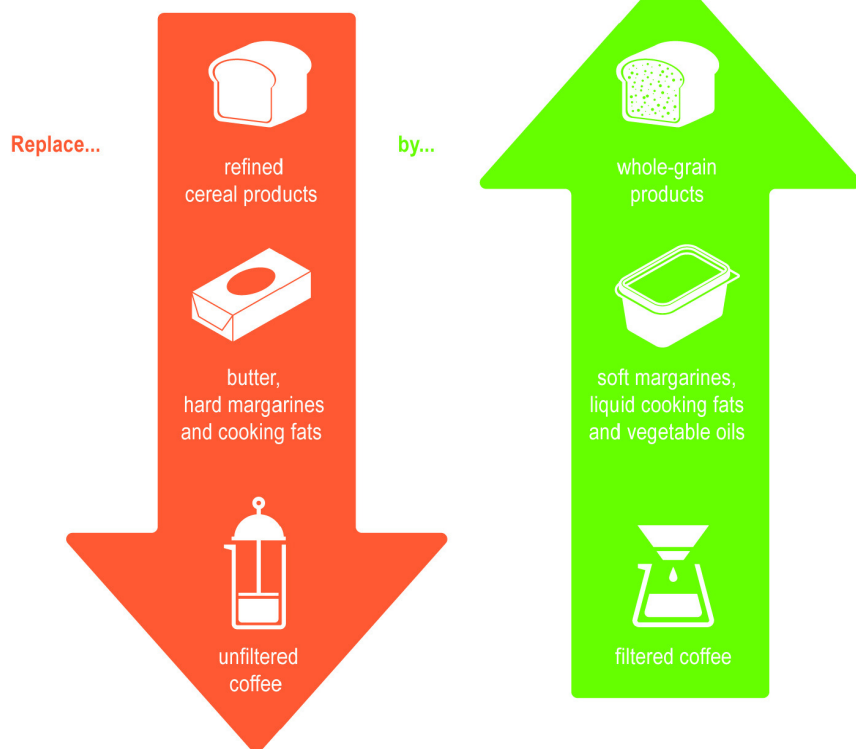 Replace...
refined
cereal products
butter,
hard margarines
and cooking fats
unfiltered
coffee
by...
whole-grain
products
soft margarines,
liquid cooking fats
and vegetable oils
filtered coffee